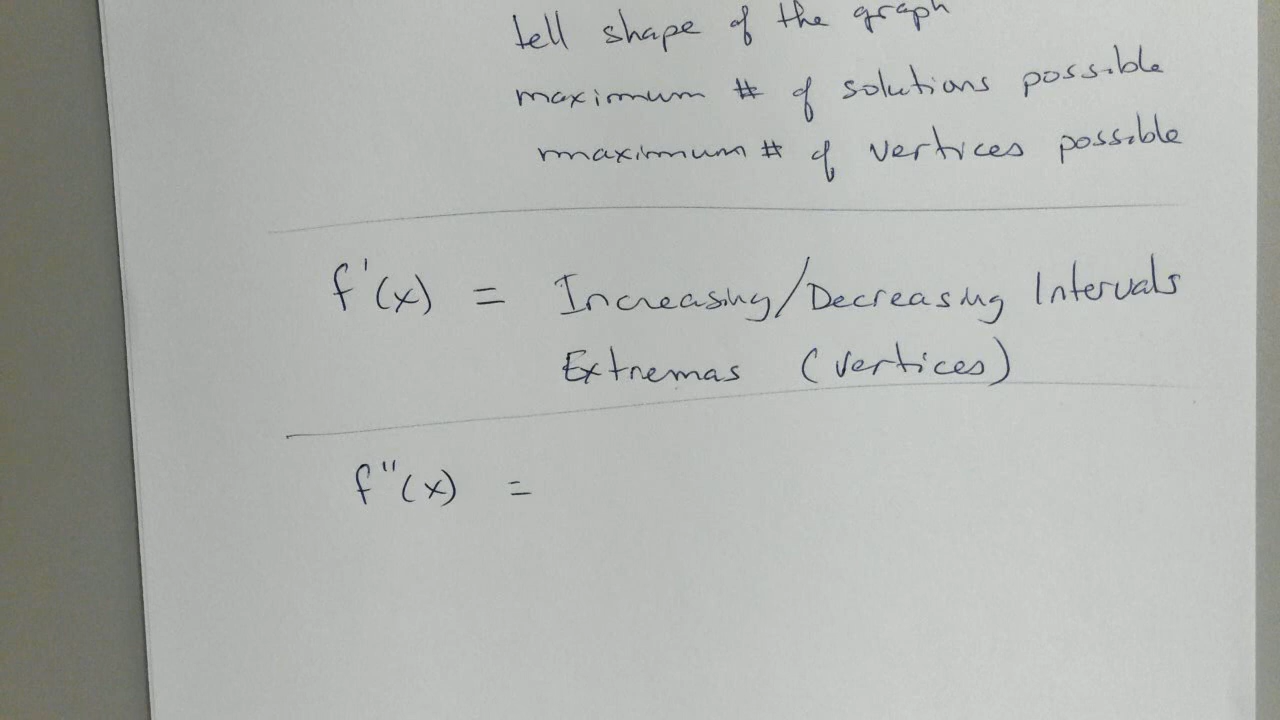 tell shape of the graph
maximum # of solutions possible
maximum # of vertices possible
f'(x) = Increasing/Decreasing Intervals
Extremas (vertices)
f"(x) =